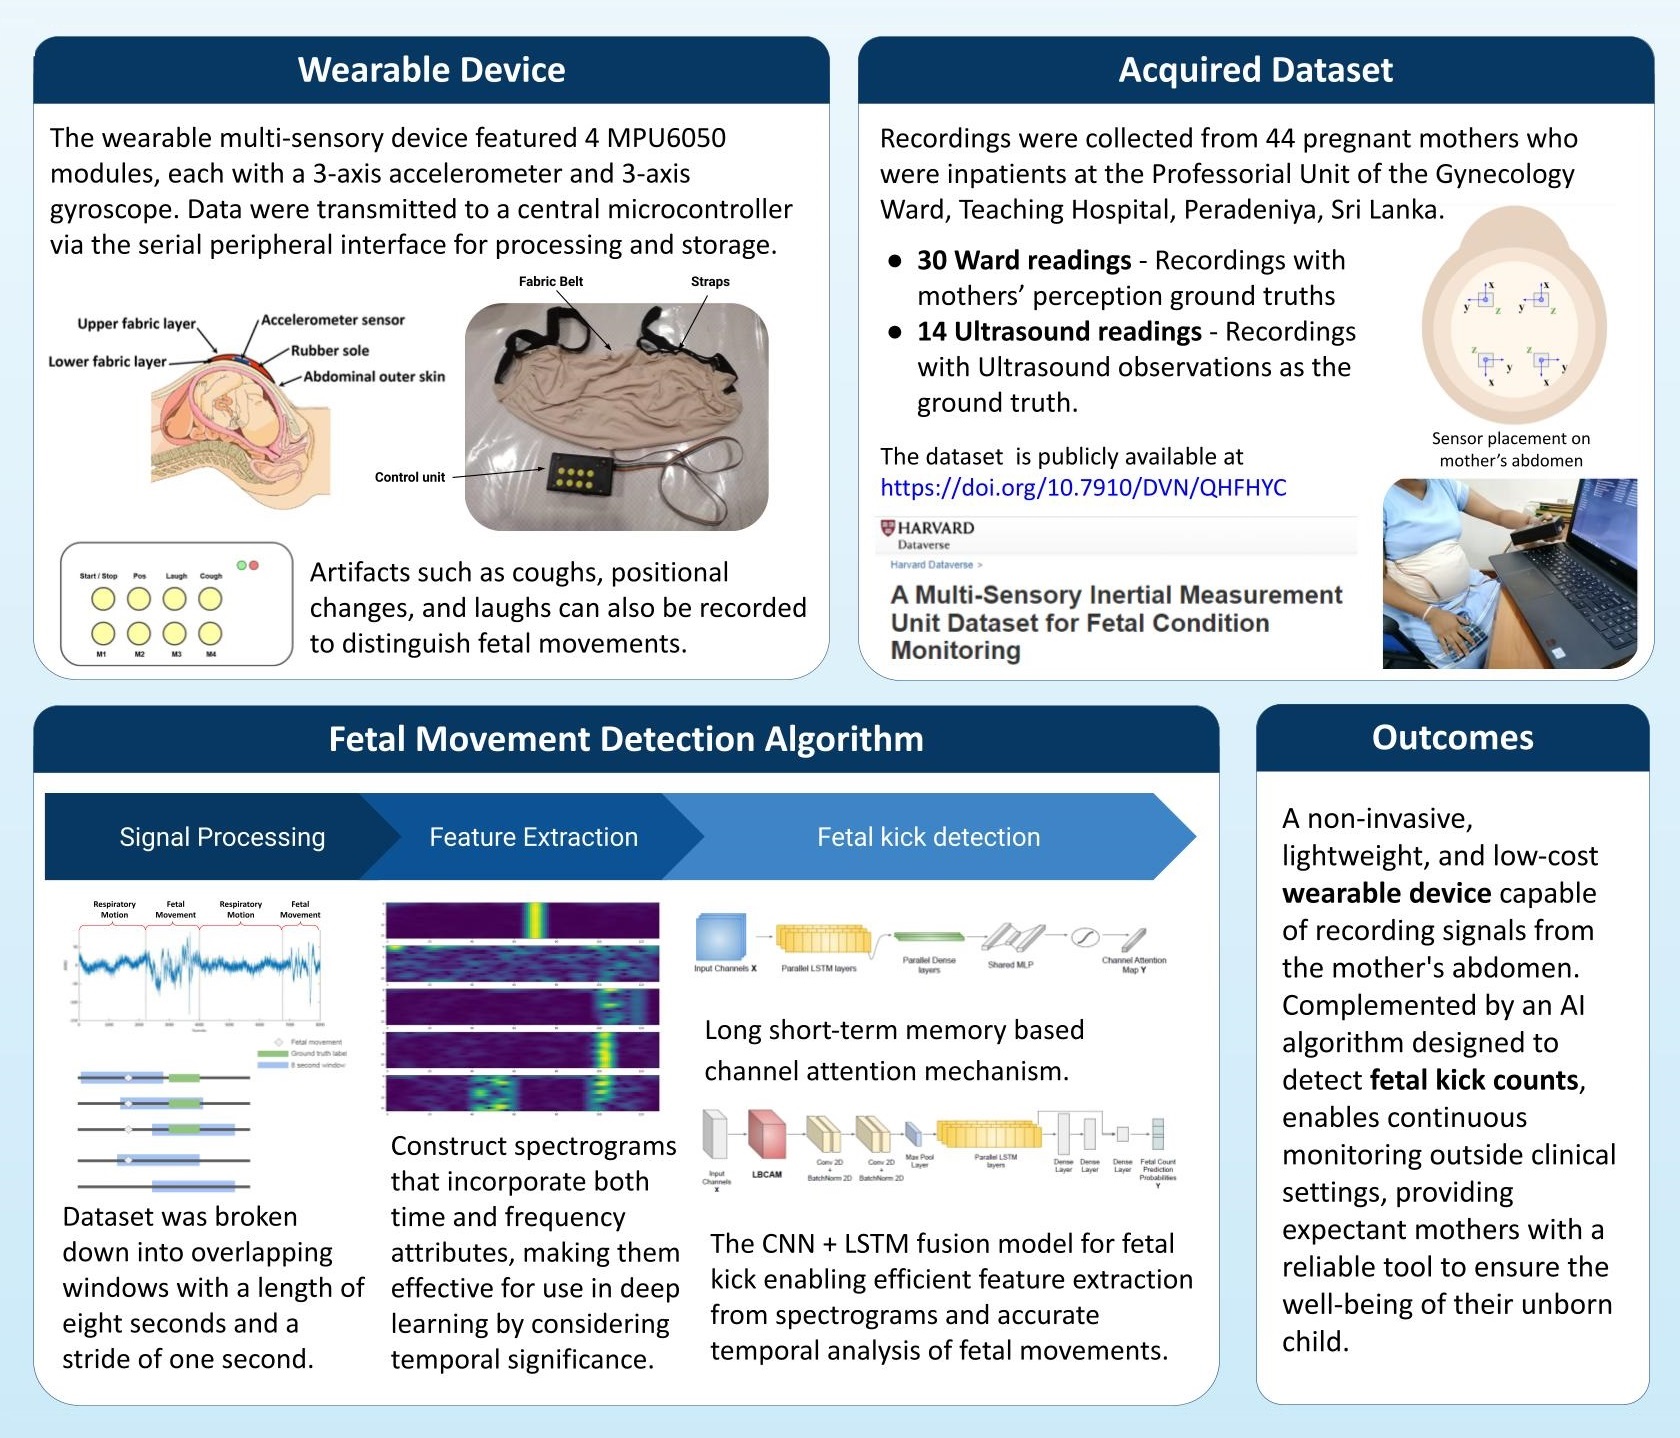 Wearable Device
The wearable multi-sensory device featured 4 MPU6050
modules, each with a 3-axis accelerometer and 3-axis
gyroscope. Data were transmitted to a central microcontroller
via the serial peripheral interface for processing and storage.
Fabric Belt
Straps
Upper fabric layer
Accelerometer sensor
Lower fabric layer
Rubber sole
Abdominal outer skin
Control unit
Start / Stop Pos Laugh Cough
M1 M2 M3 M4
Artifacts such as coughs, positional
changes, and laughs can also be recorded
to distinguish fetal movements.
Acquired Dataset
Recordings were collected from 44 pregnant mothers who
were inpatients at the Professorial Unit of the Gynecology
Ward, Teaching Hospital, Peradeniya, Sri Lanka.
● 30 Ward readings - Recordings with
mothers’ perception ground truths
● 14 Ultrasound readings - Recordings
with Ultrasound observations as the
ground truth.
x x
y z y z
z z
y y
x x
Sensor placement on
mother’s abdomen
The dataset is publicly available at
https://doi.org/10.7910/DVN/QHFHYC
HARVARD
Dataverse
Harvard Dataverse >
A Multi-Sensory Inertial Measurement
Unit Dataset for Fetal Condition
Monitoring
Fetal Movement Detection Algorithm
Signal Processing
Feature Extraction
Fetal kick detection
Respiratory
Motion
Fetal
Movement
Respiratory
Motion
Fetal
Movement
Fetal movement
Ground truth label
8 second window
Dataset was broken
down into overlapping
windows with a length of
eight seconds and a
stride of one second.
Construct spectrograms
that incorporate both
time and frequency
attributes, making them
effective for use in deep
learning by considering
temporal significance.
Input Channels X
Parallel LSTM layers
Parallel Dense
layers
Shared MLP
Channel Attention
Map Y
Long short-term memory based
channel attention mechanism.
Input
Channels
X
LBCAM
Conv 2D
+
BatchNorm 2D
Conv 2D
+
BatchNorm 2D
Max Pool
Layer
Parallel LSTM
layers
Dense
Layer
Dense
Layer
Dense
Layer
Fetal Count
Prediction
Probabilities
Y
The CNN + LSTM fusion model for fetal
kick enabling efficient feature extraction
from spectrograms and accurate
temporal analysis of fetal movements.
Outcomes
A non-invasive,
lightweight, and low-cost
wearable device capable
of recording signals from
the mother's abdomen.
Complemented by an AI
algorithm designed to
detect fetal kick counts,
enables continuous
monitoring outside clinical
settings, providing
expectant mothers with a
reliable tool to ensure the
well-being of their unborn
child.